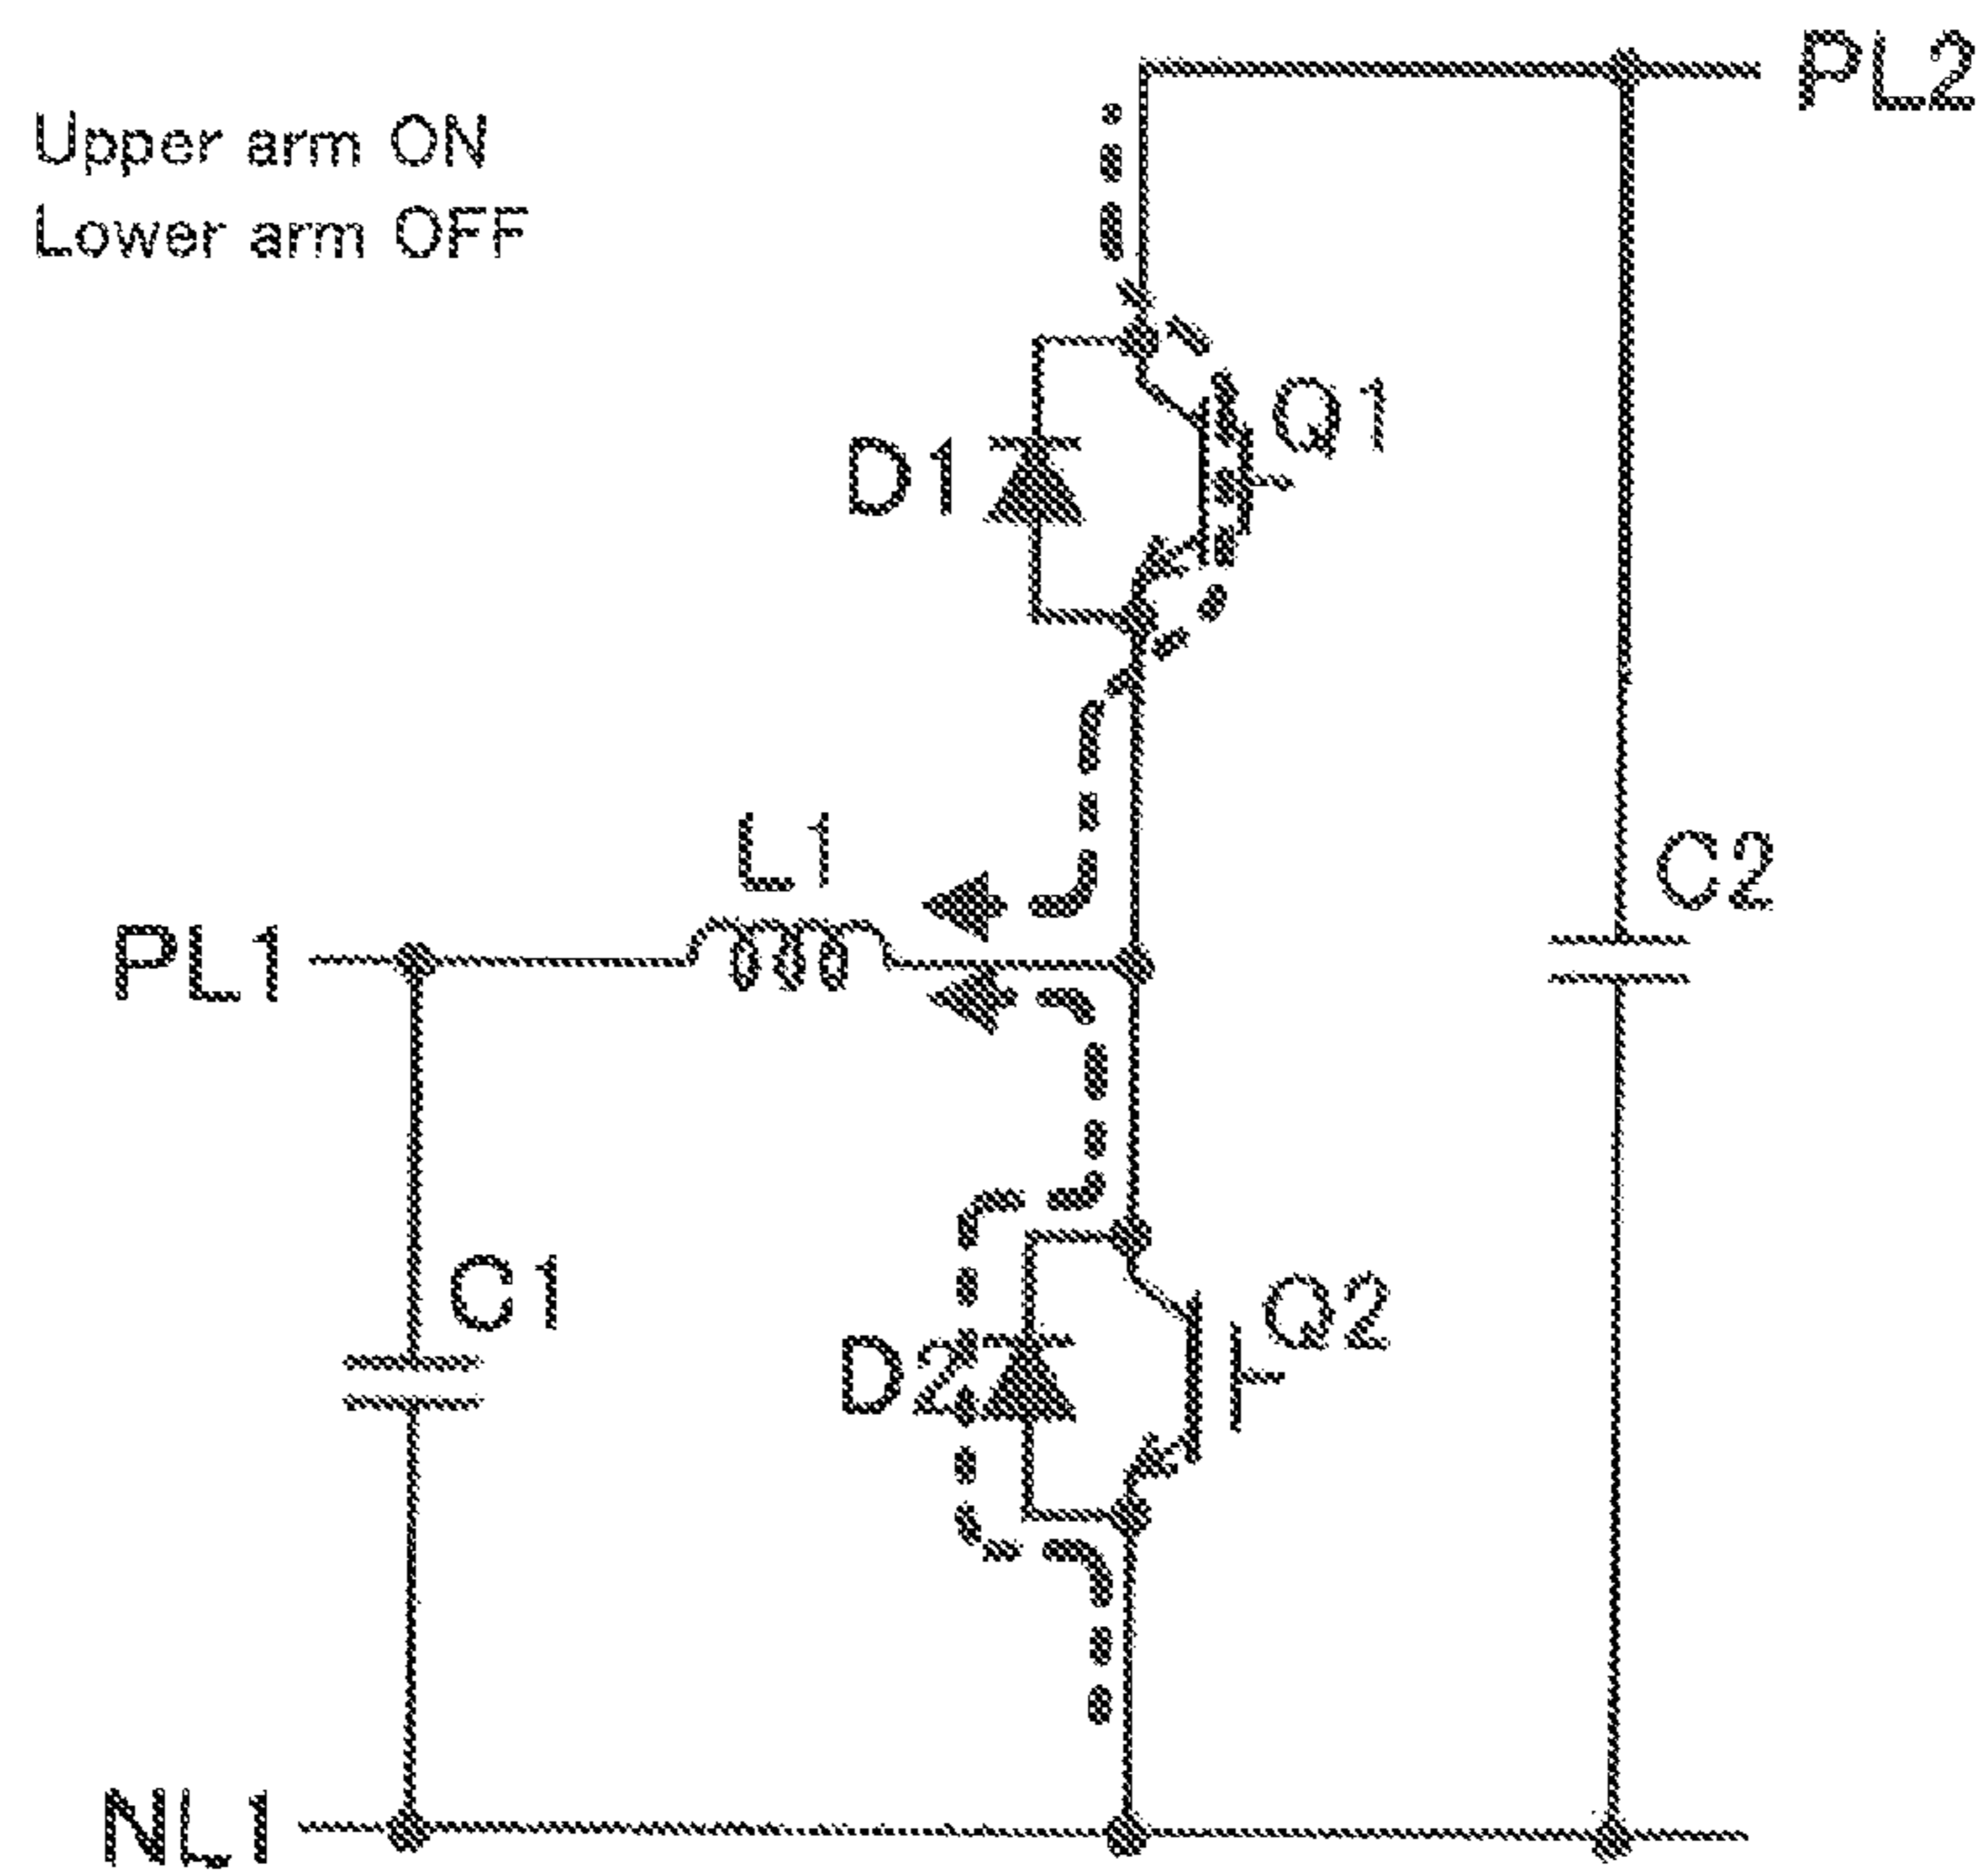 PL2
Upper arm ON
Lower arm OFF
Q1
D1
L1
C2
PL1
C1
Q2
D2
NL1